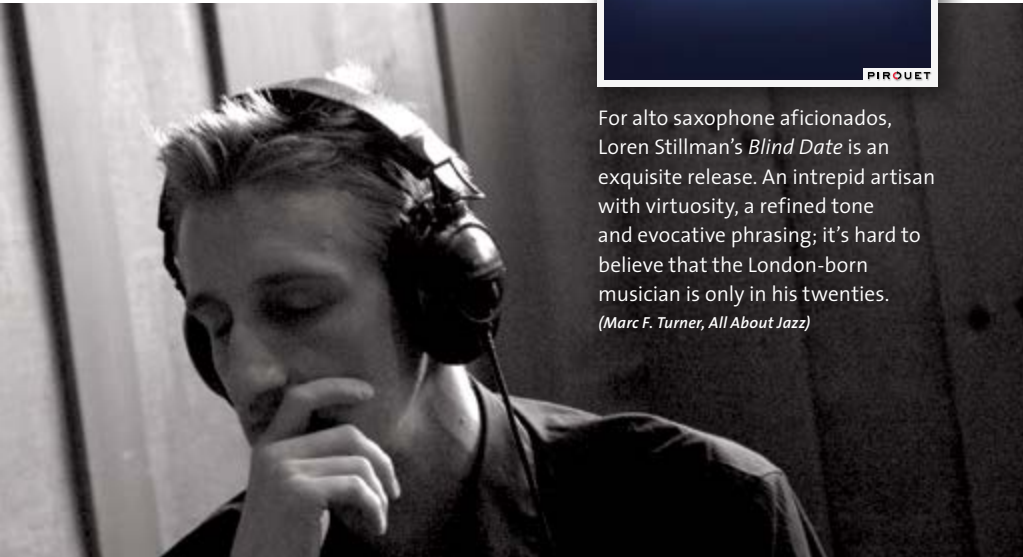 PIROUET
For alto saxophone aficionados,
Loren Stillman’s Blind Date is an
exquisite release. An intrepid artisan
with virtuosity, a refined tone
and evocative phrasing; it’s hard to
believe that the London-born
musician is only in his twenties.
(Marc F. Turner, All About Jazz)